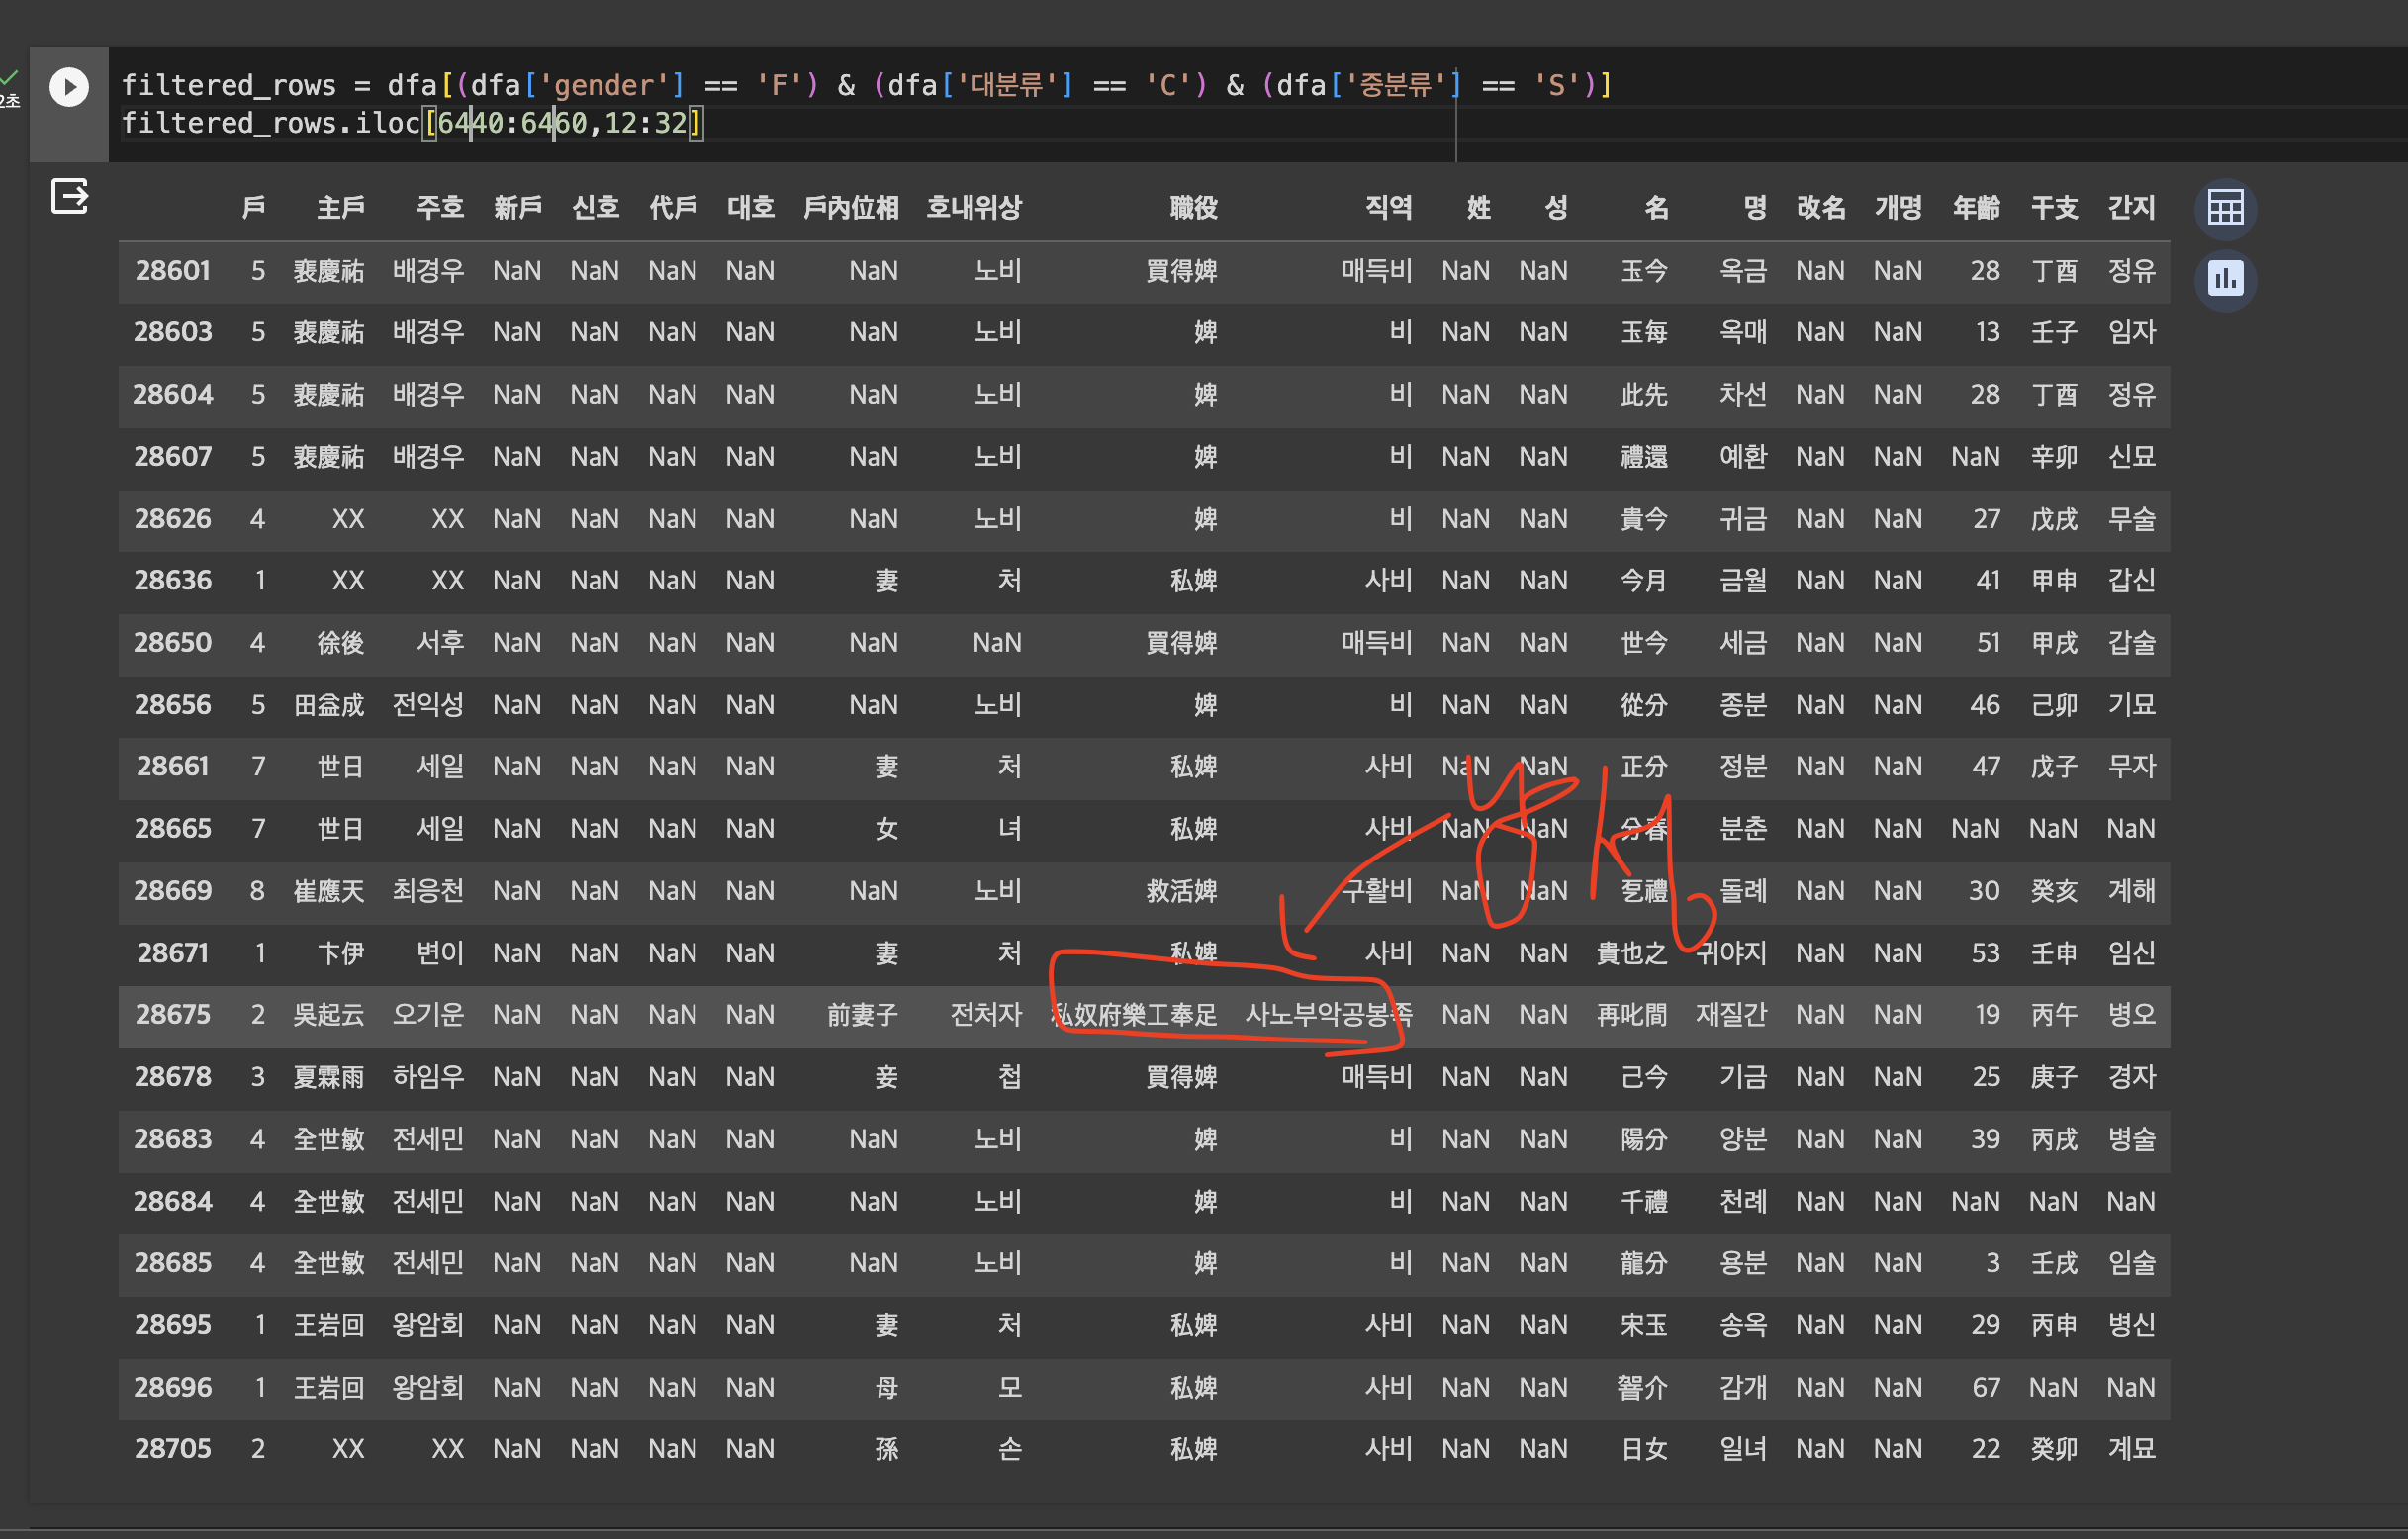 2초
filtered_rows = dfa[(dfa['gender'] == 'F') & (dfa['대분류'] == 'C') & (dfa['중분류'] == 'S')]
filtered_rows.iloc[6440:6460,12:32]
戶 主戶 주호 新戶 신호 代戶 대호 戶內位相 호내위상 職役 직역 姓 성 名 명 改名 개명 年齡 干支 간지
28601 5 裵慶祐 배경우 NaN NaN NaN NaN NaN 노비 買得婢 매득비 NaN NaN 玉今 옥금 NaN NaN 28 丁酉 정유
28603 5 裵慶祐 배경우 NaN NaN NaN NaN NaN 노비 婢 비 NaN NaN 玉每 옥매 NaN NaN 13 壬子 임자
28604 5 裵慶祐 배경우 NaN NaN NaN NaN NaN 노비 婢 비 NaN NaN 此先 차선 NaN NaN 28 丁酉 정유
28607 5 裵慶祐 배경우 NaN NaN NaN NaN NaN 노비 婢 비 NaN NaN 禮還 예환 NaN NaN NaN 辛卯 신묘
28626 4 XX XX NaN NaN NaN NaN NaN 노비 婢 비 NaN NaN 貴今 귀금 NaN NaN 27 戊戌 무술
28636 1 XX XX NaN NaN NaN NaN 妻 처 私婢 사비 NaN NaN 今月 금월 NaN NaN 41 甲申 갑신
28650 4 徐後 서후 NaN NaN NaN NaN NaN NaN 買得婢 매득비 NaN NaN 世今 세금 NaN NaN 51 甲戌 갑술
28656 5 田益成 전익성 NaN NaN NaN NaN NaN 노비 婢 비 NaN NaN 從分 종분 NaN NaN 46 己卯 기묘
28661 7 世日 세일 NaN NaN NaN NaN 妻 처 私婢 사비 NaN NaN 正分 정분 NaN NaN 47 戊子 무자
28665 7 世日 세일 NaN NaN NaN NaN 女 녀 私婢 사비 NaN NaN 分春 분춘 NaN NaN NaN NaN NaN
28669 8 崔應天 최응천 NaN NaN NaN NaN NaN 노비 救活婢 구활비 NaN NaN 乭禮 돌례 NaN NaN 30 癸亥 계해
28671 1 卞伊 변이 NaN NaN NaN NaN 妻 처 私婢 사비 NaN NaN 貴也之 귀야지 NaN NaN 53 壬申 임신
28675 2 吳起云 오기운 NaN NaN NaN NaN 前妻子 전처자 私奴府樂工奉足 사노부악공봉족 NaN NaN 再叱間 재질간 NaN NaN 19 丙午 병오
28678 3 夏霖雨 하임우 NaN NaN NaN NaN 妾 첩 買得婢 매득비 NaN NaN 己今 기금 NaN NaN 25 庚子 경자
28683 4 全世敏 전세민 NaN NaN NaN NaN NaN 노비 婢 비 NaN NaN 陽分 양분 NaN NaN 39 丙戌 병술
28684 4 全世敏 전세민 NaN NaN NaN NaN NaN 노비 婢 비 NaN NaN 千禮 천례 NaN NaN NaN NaN NaN
28685 4 全世敏 전세민 NaN NaN NaN NaN NaN 노비 婢 비 NaN NaN 龍分 용분 NaN NaN 3 壬戌 임술
28695 1 王岩回 왕암회 NaN NaN NaN NaN 妻 처 私婢 사비 NaN NaN 宋玉 송옥 NaN NaN 29 丙申 병신
28696 1 王岩回 왕암회 NaN NaN NaN NaN 母 모 私婢 사비 NaN NaN 감개 NaN NaN 67 NaN NaN
28705 2 XX XX NaN NaN NaN NaN 孫 손 私婢 사비 NaN NaN 日女 일녀 NaN NaN 22 癸卯 계묘